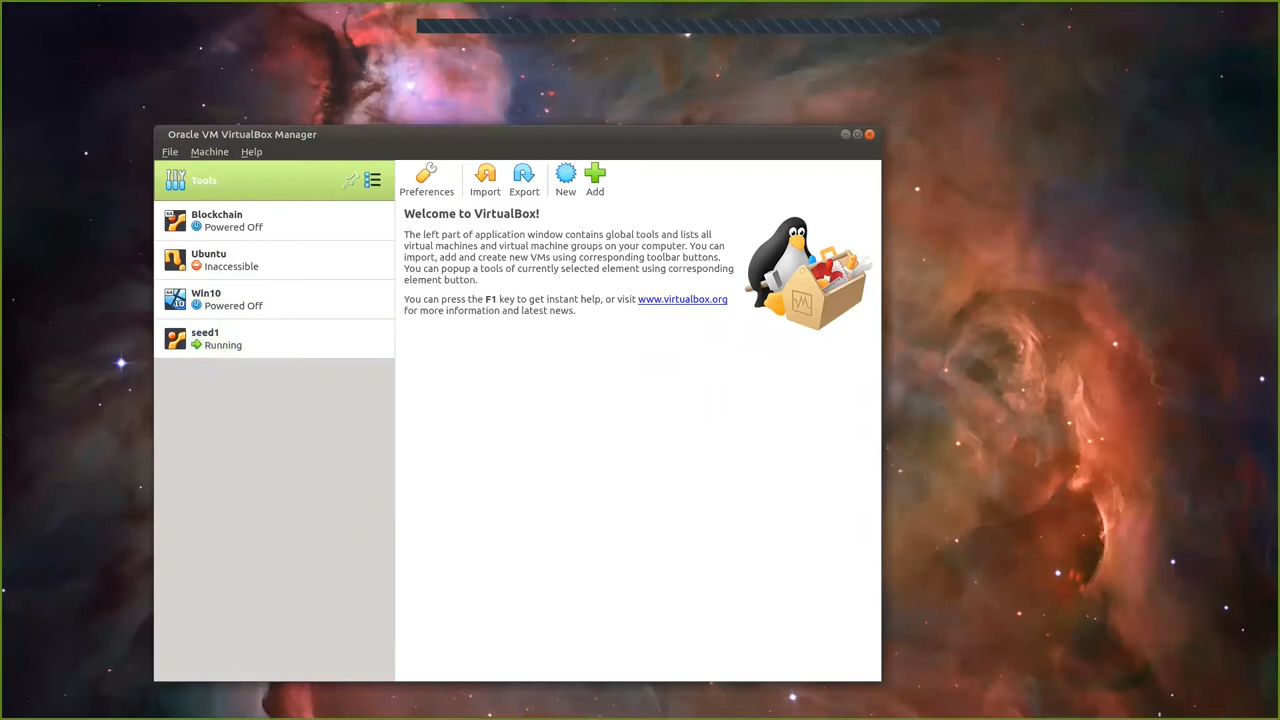 Oracle VM VirtualBox Manager
File Machine Help
Tools
Preferences Import Export New Add
Blockchain
Powered Off
Ubuntu
Inaccessible
Win10
Powered Off
seed1
Running
Welcome to VirtualBox!
The left part of application window contains global tools and lists all
virtual machines and virtual machine groups on your computer. You can
import, add and create new VMs using corresponding toolbar buttons.
You can popup a tools of currently selected element using corresponding
element button.
You can press the F1 key to get instant help, or visit www.virtualbox.org
for more information and latest news.